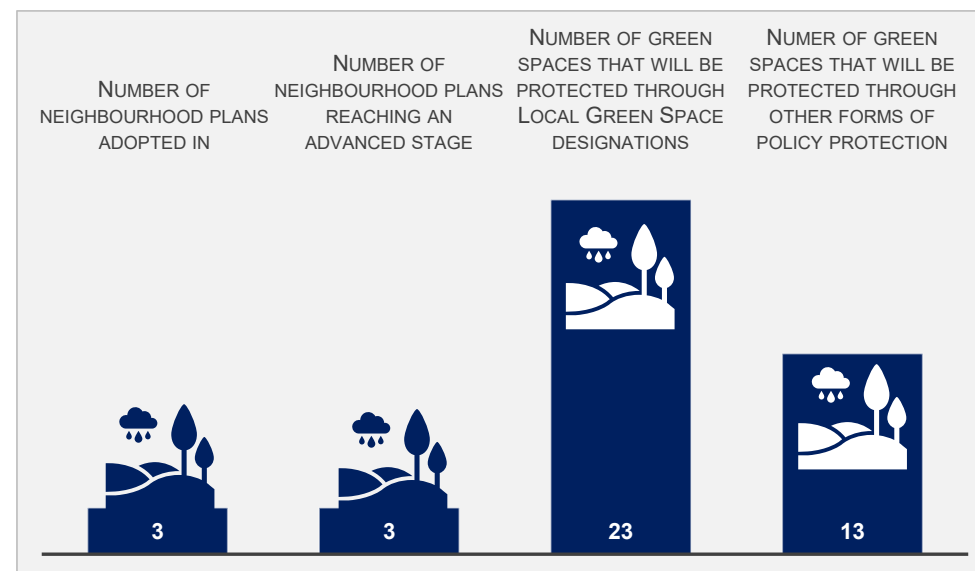 NUMBER OF
NEIGHBOURHOOD PLANS
ADOPTED IN
NUMBER OF
NEIGHBOURHOOD PLANS
REACHING AN
ADVANCED STAGE
NUMBER OF GREEN
SPACES THAT WILL BE
PROTECTED THROUGH
LOCAL GREEN SPACE
DESIGNATIONS
NUMER OF GREEN
SPACES THAT WILL BE
PROTECTED THROUGH
OTHER FORMS OF
POLICY PROTECTION
3
3
23
13